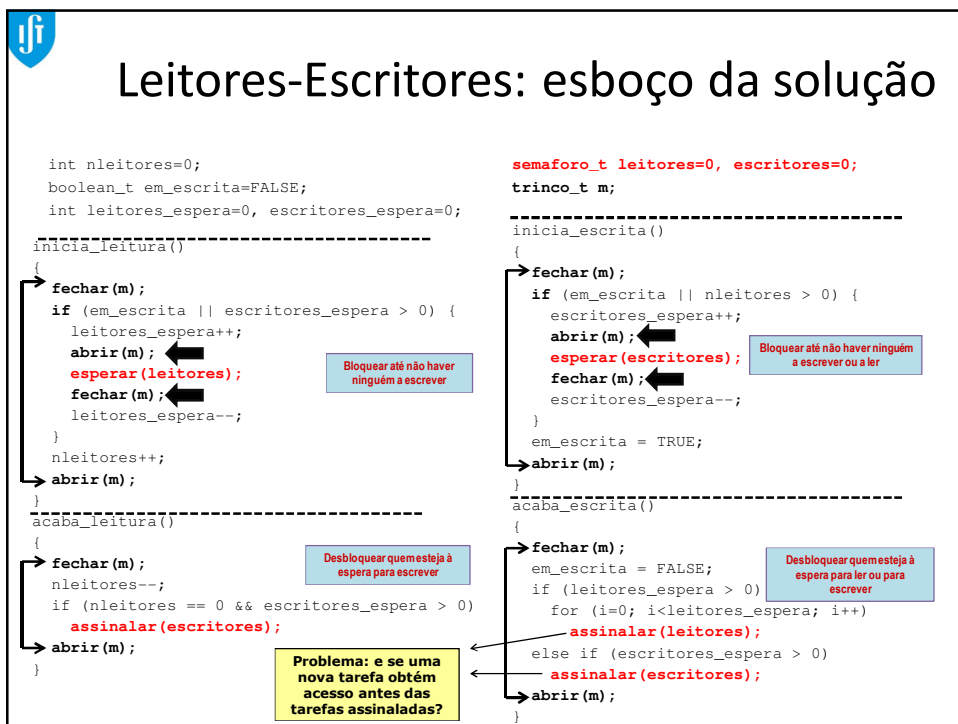 Leitores-Escritores: esboço da solução
int nleitores=0;
boolean_t em_escrita=FALSE;
int leitores_espera=0, escritores_espera=0;
inicia_leitura()
{
fechar(m);
if (em_escrita || escritores_espera > 0) {
leitores_espera++;
abrir(m);
esperar(leitores);
fechar(m);
leitores_espera--;
}
nleitores++;
abrir(m);
}
Bloquear até não haver
ninguém a escrever
acaba_leitura()
{
fechar(m);
nleitores--;
if (nleitores == 0 && escritores_espera > 0)
assinalar(escritores);
abrir(m);
}
Desbloquear quem esteja à
espera para escrever
semaforo_t leitores=0, escritores=0;
trinco_t m;
inicia_escrita()
{
fechar(m);
if (em_escrita || nleitores > 0) {
escritores_espera++;
abrir(m);
esperar(escritores);
fechar(m);
escritores_espera--;
}
em_escrita = TRUE;
abrir(m);
}
Bloquear até não haver ninguém
a escrever ou a ler
acaba_escrita()
{
fechar(m);
em_escrita = FALSE;
if (leitores_espera > 0)
for (i=0; i<leitores_espera; i++)
assinalar(leitores);
else if (escritores_espera > 0)
assinalar(escritores);
abrir(m);
}
Desbloquear quem esteja à
espera para ler ou para
escrever
Problema: e se uma
nova tarefa obtém
acesso antes das
tarefas assinaladas?